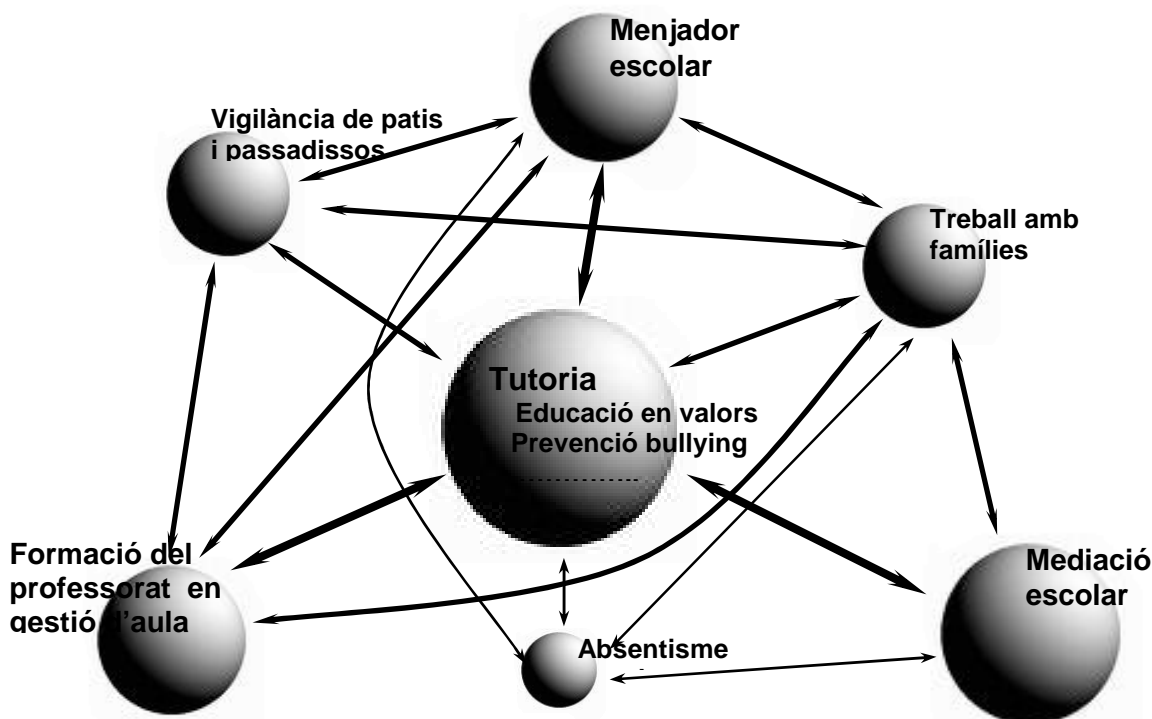 Menjador
escolar
Vigilància de patis
i passadissos
Treball amb
famílies
Tutoria
Educació en valors
Prevenció bullying
Formació del
professorat en
gestió d'aula
Mediació
escolar
Absentisme